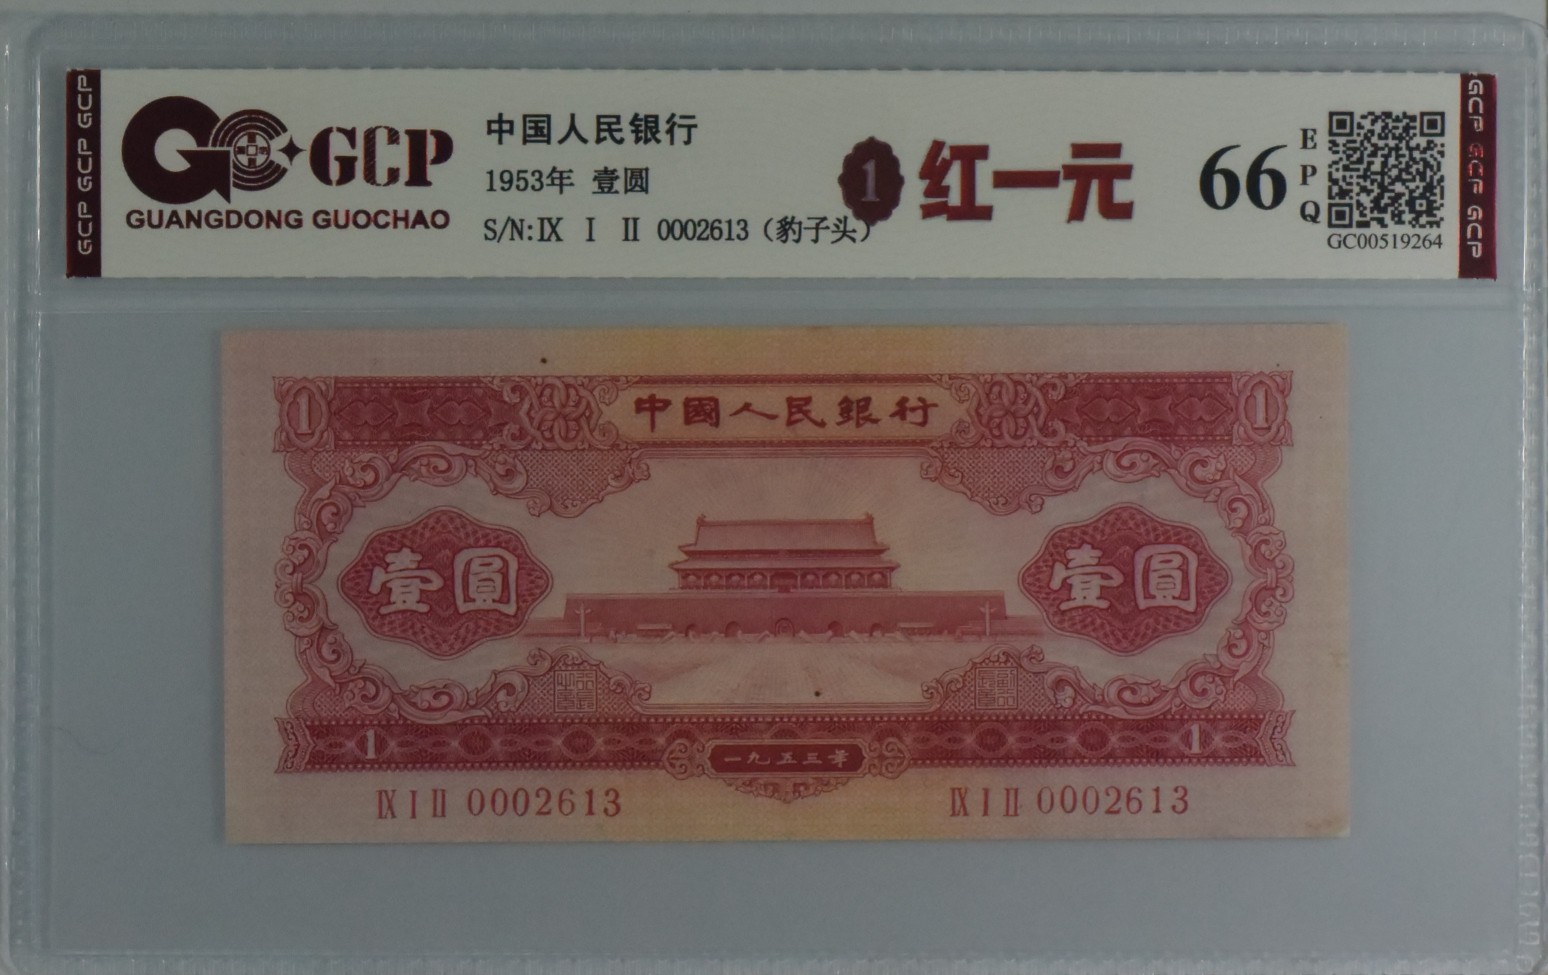 GCP GCP GCP
GCP
GUANGDONG GUOCHAO
中国人民银行
1953年 壹圆
S/N:Ⅸ Ⅰ Ⅱ 0002613（豹子头）
1 红一元
66
EPQ
GC00519264
GCP GCP GCP
1 中國人民銀行 1
壹圓 壹圓
1 一九五三年 1
Ⅸ Ⅰ Ⅱ 0002613 Ⅸ Ⅰ Ⅱ 0002613